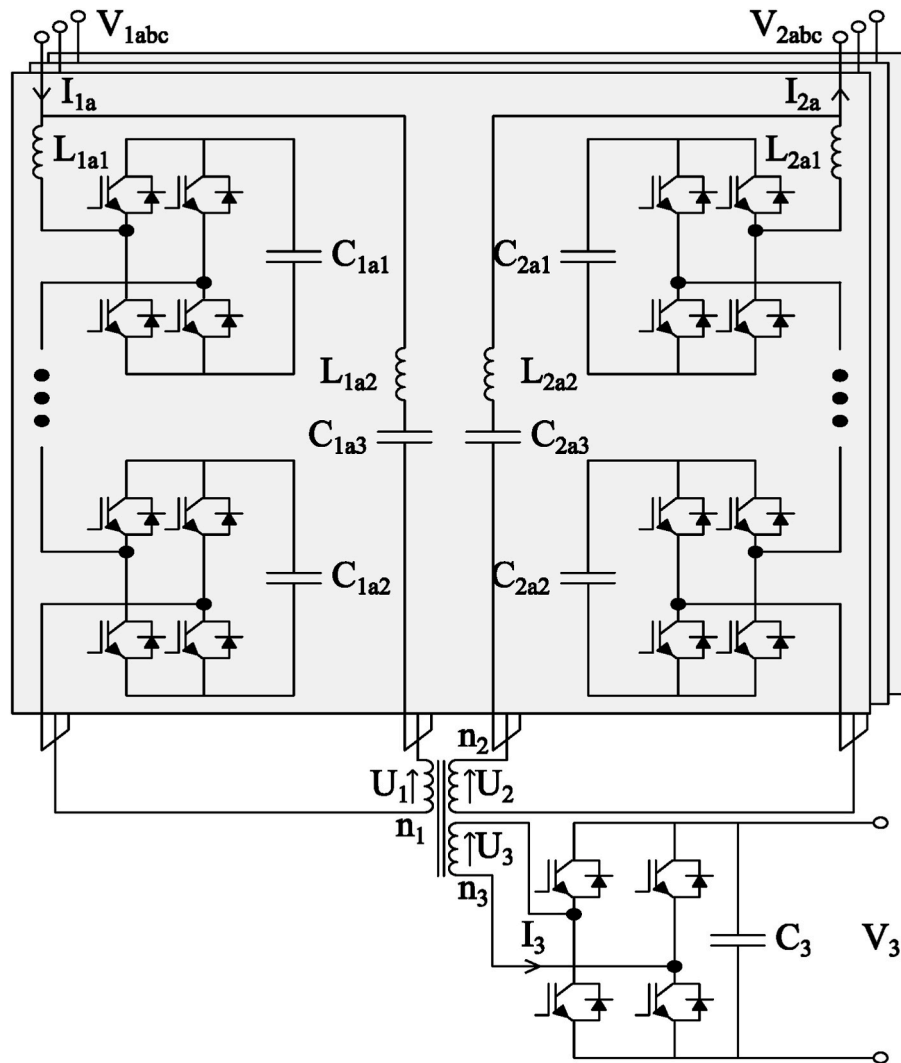 V1abc V2abc
I1a I2a
L1a1 L2a1
C1a1 C2a1
L1a2 L2a2
C1a3 C2a3
C1a2 C2a2
n2
U1 U2
n1
U3
n3
I3
C3 V3